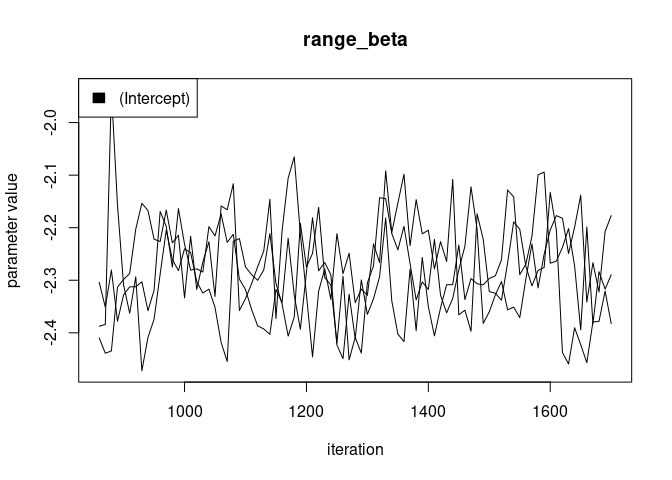 range_beta
(Intercept)
parameter value
-2.0
-2.1
-2.2
-2.3
-2.4
1000 1200 1400 1600
iteration